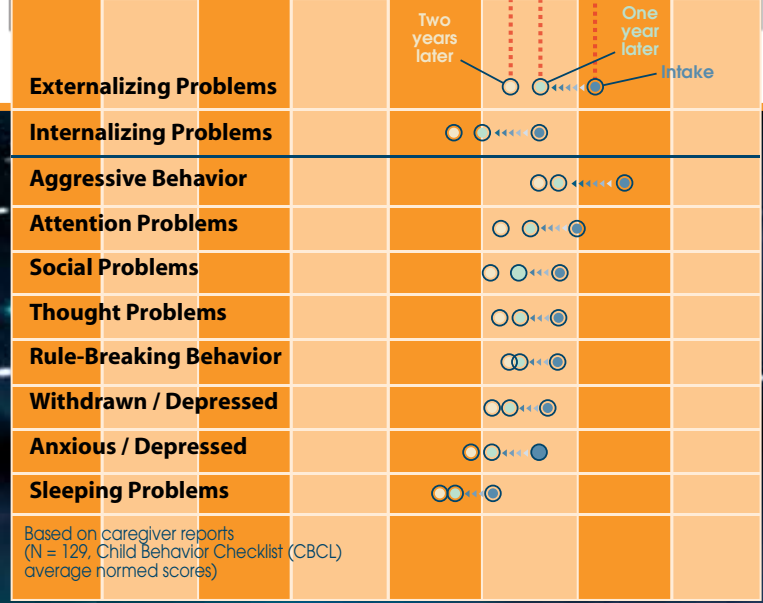 Two
years
later
One
year
later
Intake
Externalizing Problems
Internalizing Problems
Aggressive Behavior
Attention Problems
Social Problems
Thought Problems
Rule-Breaking Behavior
Withdrawn / Depressed
Anxious / Depressed
Sleeping Problems
Based on caregiver reports
(N = 129, Child Behavior Checklist (CBCL)
average normed scores)